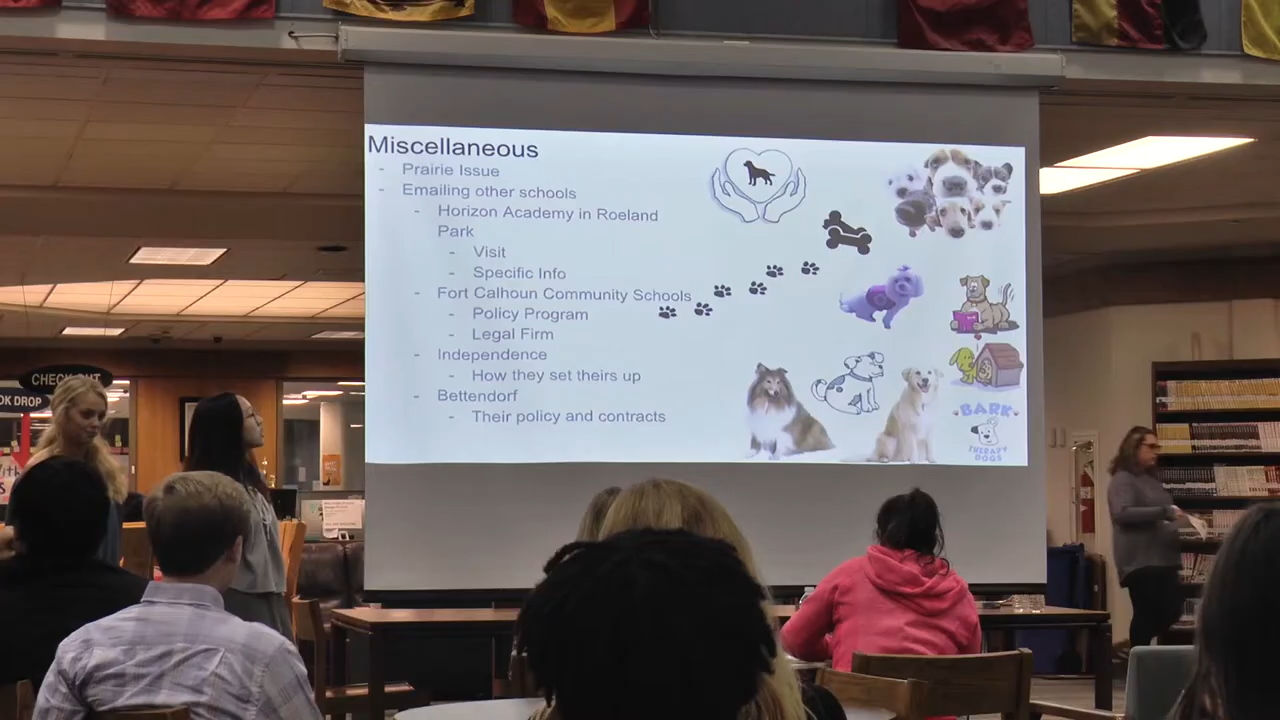 Miscellaneous
- Prairie Issue
- Emailing other schools
- Horizon Academy in Roeland
Park
- Visit
- Specific Info
- Fort Calhoun Community Schools
- Policy Program
- Legal Firm
- Independence
- How they set theirs up
- Bettendorf
- Their policy and contracts
BARK
THERAPY
DOGS
CHECK OUT
OK DROP